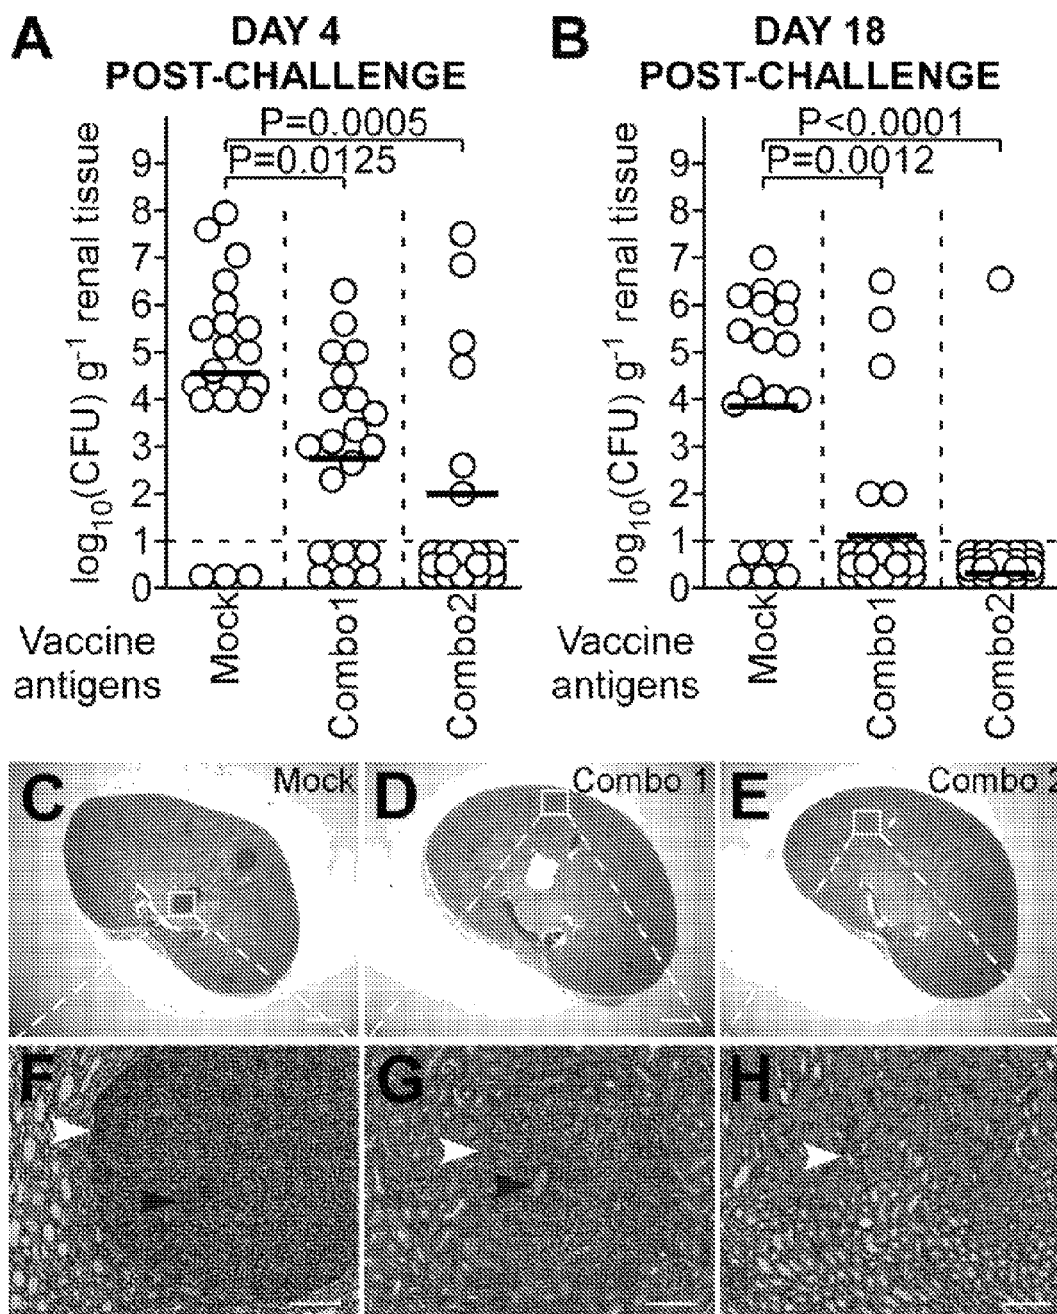 A
DAY 4
POST-CHALLENGE
P=0.0005
P=0.0125
log10(CFU) g⁻¹ renal tissue
9
8
7
6
5
4
3
2
1
0
Vaccine
antigens
Mock
Combo1
Combo2
B
DAY 18
POST-CHALLENGE
P<0.0001
P=0.0012
log10(CFU) g⁻¹ renal tissue
9
8
7
6
5
4
3
2
1
0
Vaccine
antigens
Mock
Combo1
Combo2
C
Mock
D
Combo 1
E
Combo 2
F
G
H